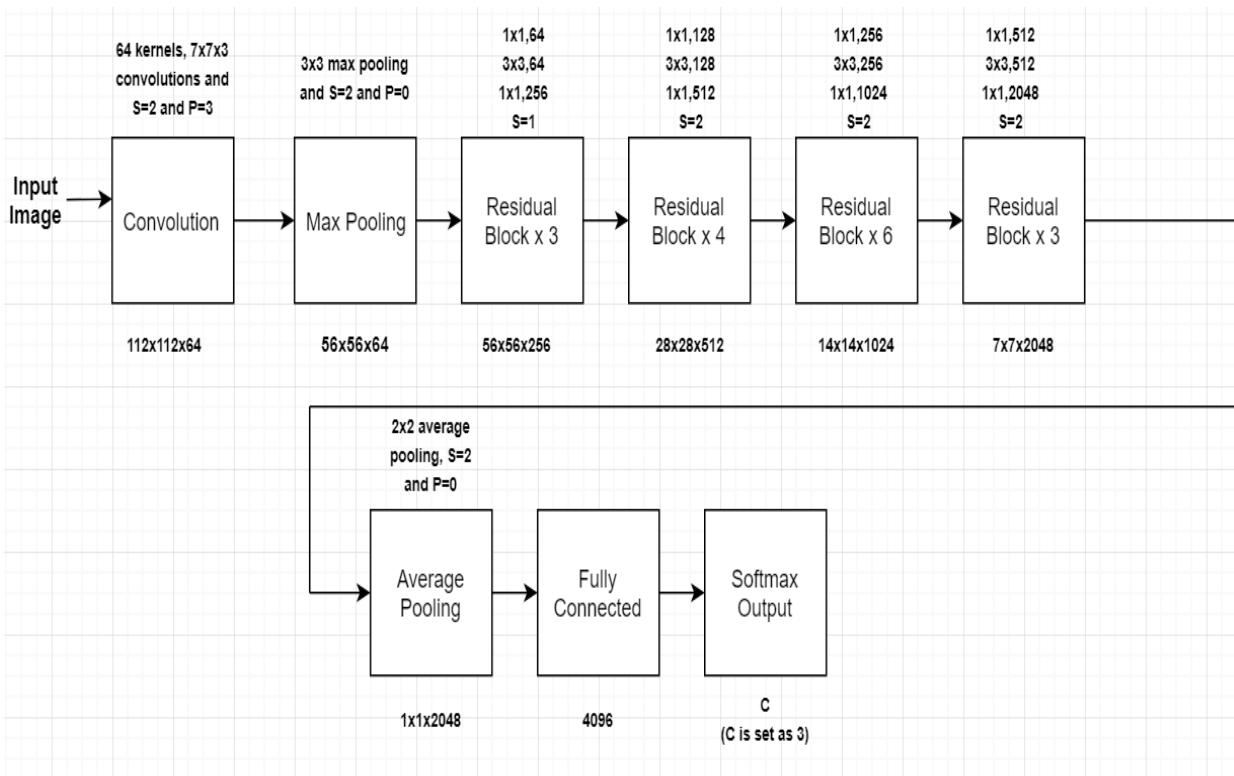 64 kernels, 7x7x3
convolutions and
S=2 and P=3
3x3 max pooling
and S=2 and P=0
1x1,64
3x3,64
1x1,256
S=1
1x1,128
3x3,128
1x1,512
S=2
1x1,256
3x3,256
1x1,1024
S=2
1x1,512
3x3,512
1x1,2048
S=2
Input
Image
Convolution
Max Pooling
Residual
Block x 3
Residual
Block x 4
Residual
Block x 6
Residual
Block x 3
112x112x64
56x56x64
56x56x256
28x28x512
14x14x1024
7x7x2048
2x2 average
pooling, S=2
and P=0
Average
Pooling
Fully
Connected
Softmax
Output
1x1x2048
4096
C
(C is set as 3)